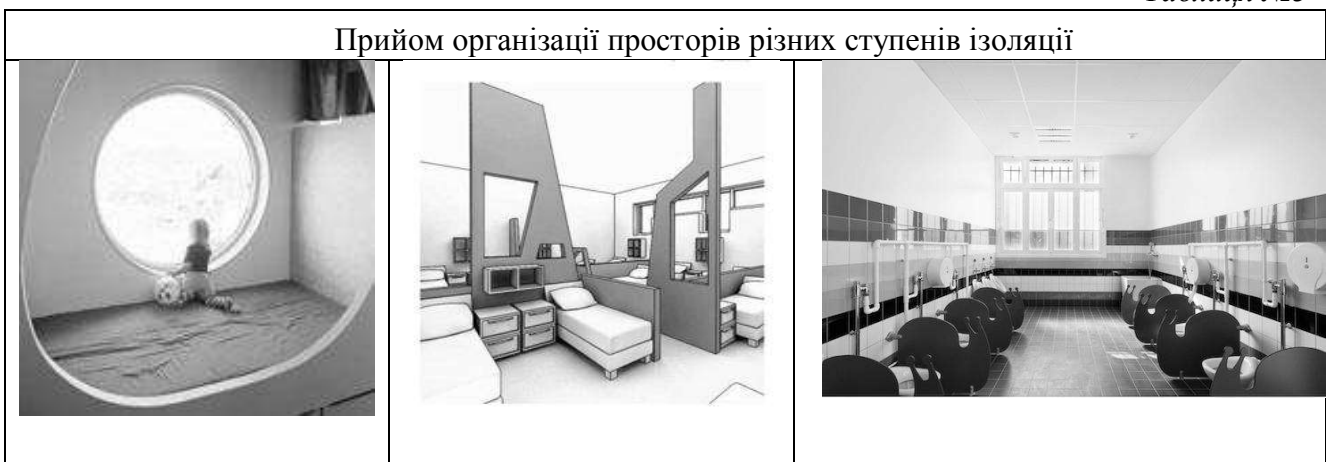 Прийом організації просторів різних ступенів ізоляції